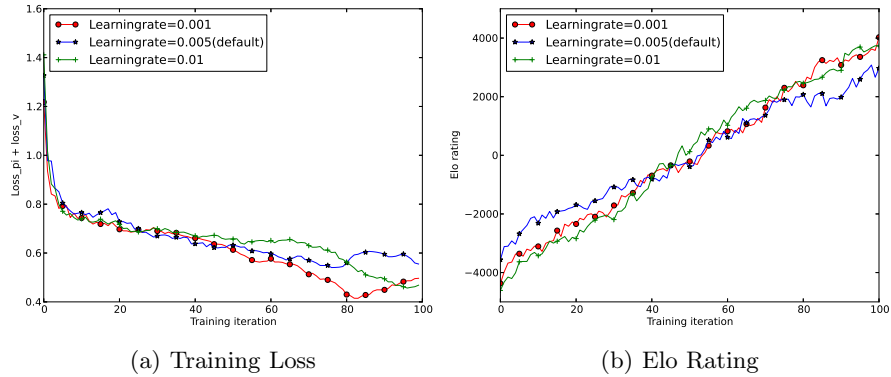 Learningrate=0.001
Learningrate=0.005(default)
Learningrate=0.01
1.6
1.4
1.2
1.0
0.8
0.6
0.4
Loss_pi + loss_v
0 20 40 60 80 100
Training iteration
(a) Training Loss
Learningrate=0.001
Learningrate=0.005(default)
Learningrate=0.01
4000
2000
0
−2000
−4000
Elo rating
0 20 40 60 80 100
Training iteration
(b) Elo Rating